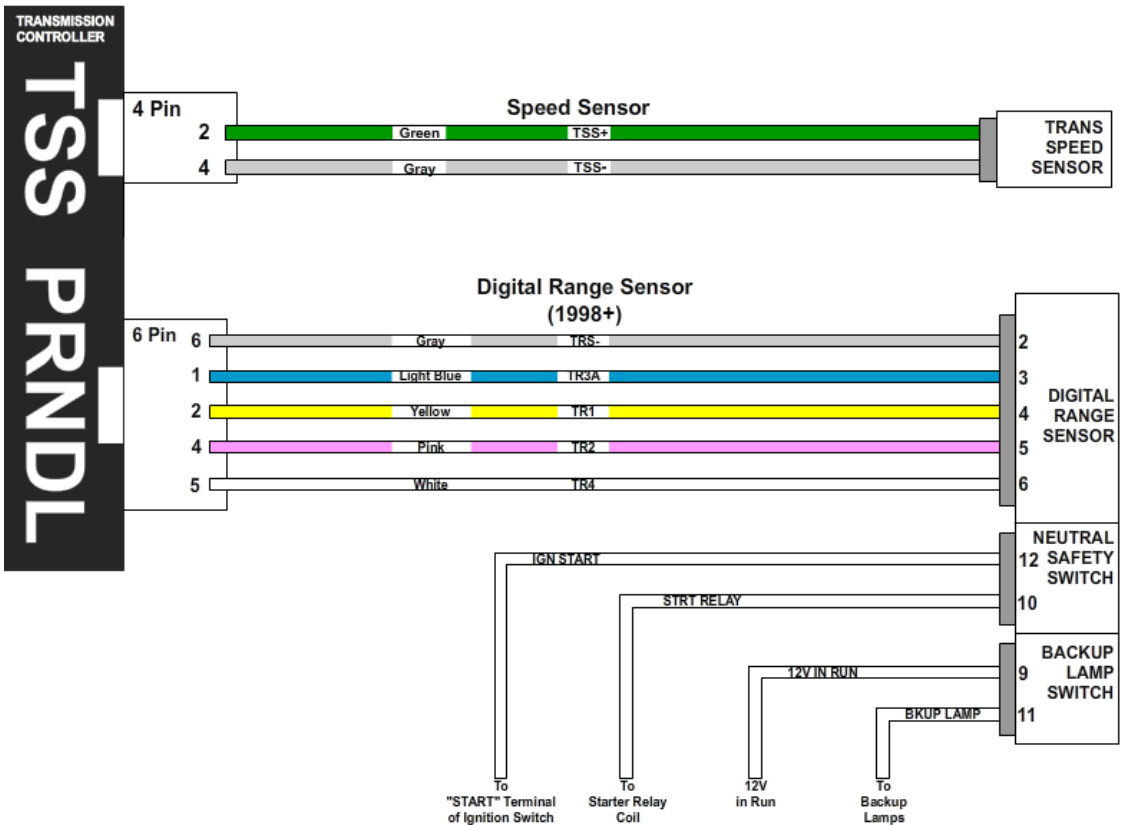 TRANSMISSION
CONTROLLER
TSS PRNDL
4 Pin
2
4
Speed Sensor
Green
TSS+
Gray
TSS-
TRANS
SPEED
SENSOR
Digital Range Sensor
(1998+)
6 Pin
6
Gray
TRS-
2
1
Light Blue
TR3A
3
2
Yellow
TR1
4
4
Pink
TR2
5
5
White
TR4
6
DIGITAL
RANGE
SENSOR
IGN START
12
STRT RELAY
10
NEUTRAL
SAFETY
SWITCH
12V IN RUN
9
BKUP LAMP
11
BACKUP
LAMP
SWITCH
To
"START" Terminal
of Ignition Switch
To
Starter Relay
Coil
12V
in Run
To
Backup
Lamps